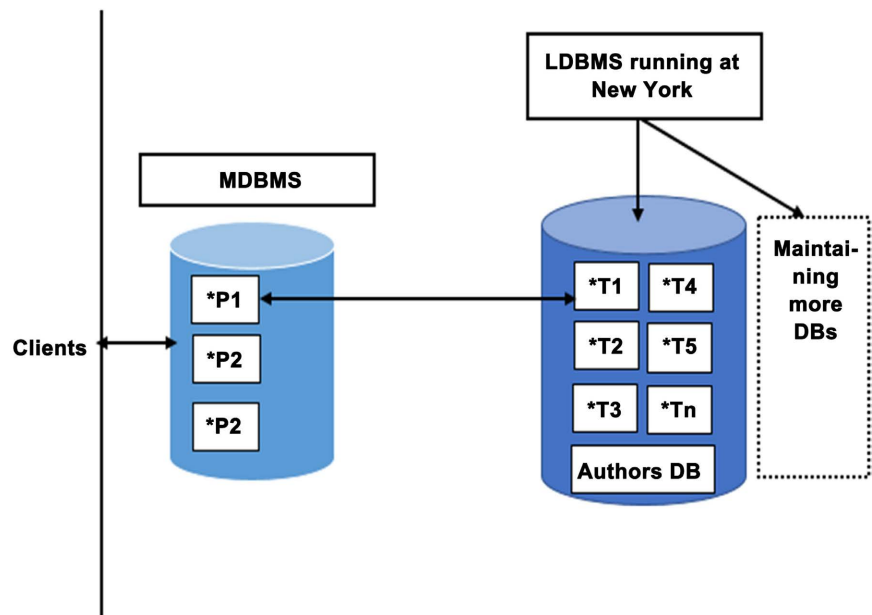 LDBMS running at
New York
MDBMS
Maintai-
ning
more
DBs
*P1
*T1
*T4
Clients
*P2
*T2
*T5
*P2
*T3
*Tn
Authors DB